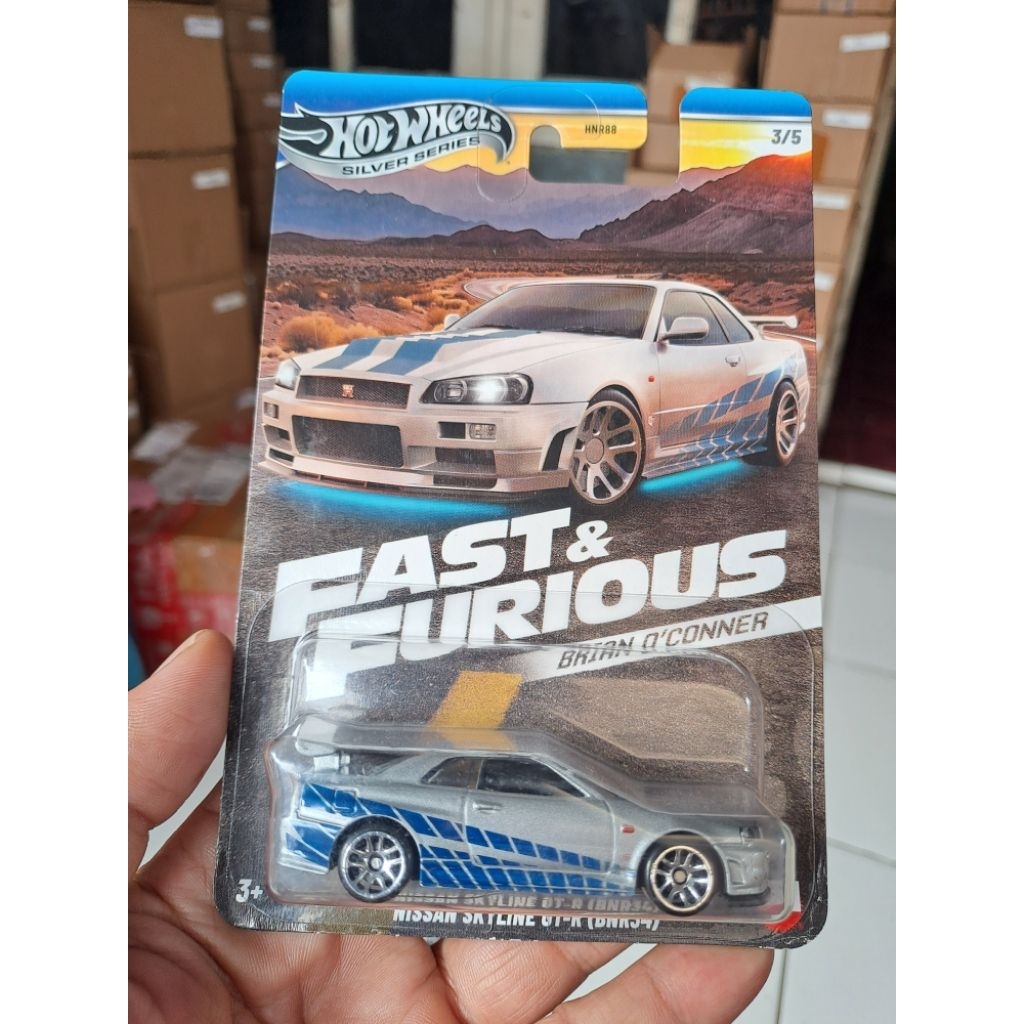 HOT WHEELS
SILVER SERIES
HNR88
3/5
FAST &
FURIOUS
BRIAN O'CONNER
3+
NISSAN SKYLINE GT-R (BNR34)